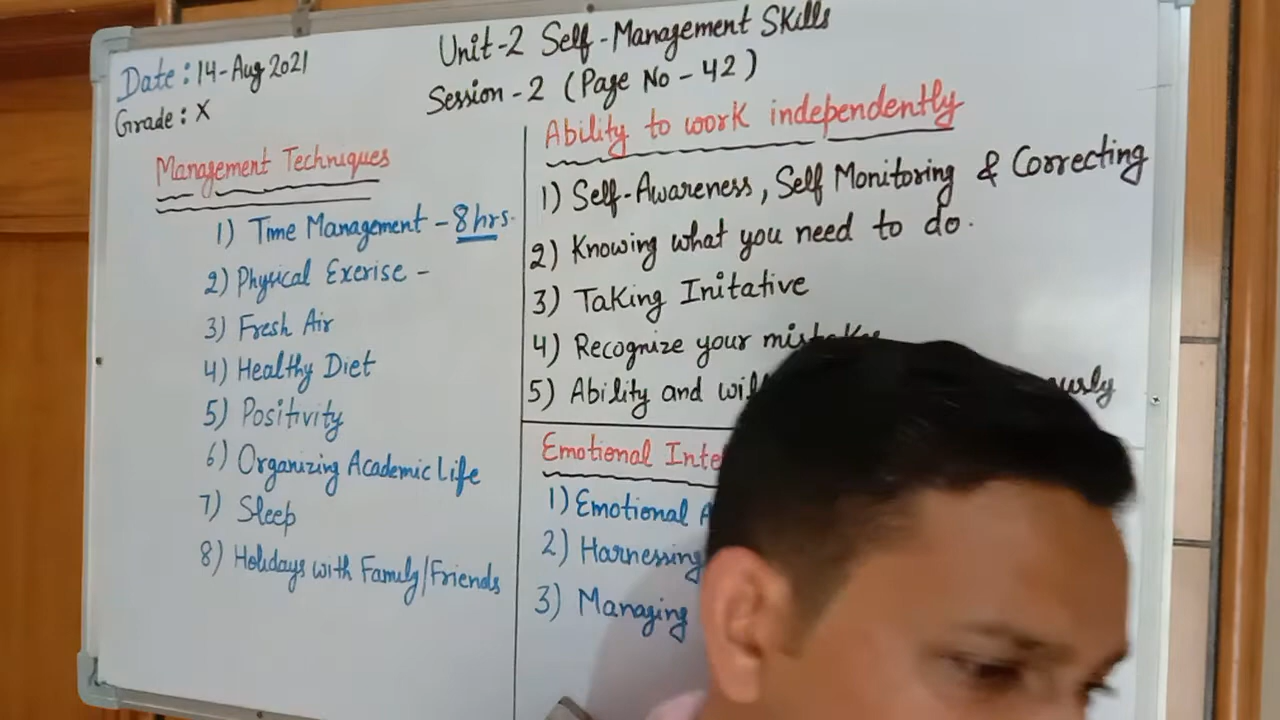 Date: 14-Aug 2021
Grade: X
Unit-2 Self-Management Skills
Session-2 (Page No-42)
Management Techniques
1) Time Management - 8 hrs.
2) Physical Exerise -
3) Fresh Air
4) Healthy Diet
5) Positivity
6) Organizing Academic Life
7) Sleep
8) Holidays with Family/Friends
Ability to work independently
1) Self-Awareness, Self Monitoring & Correcting
2) Knowing what you need to do.
3) Taking Initative
4) Recognize your mistakes
5) Ability and
Emotional
1) Emotional
2) Harnessing
3) Managing